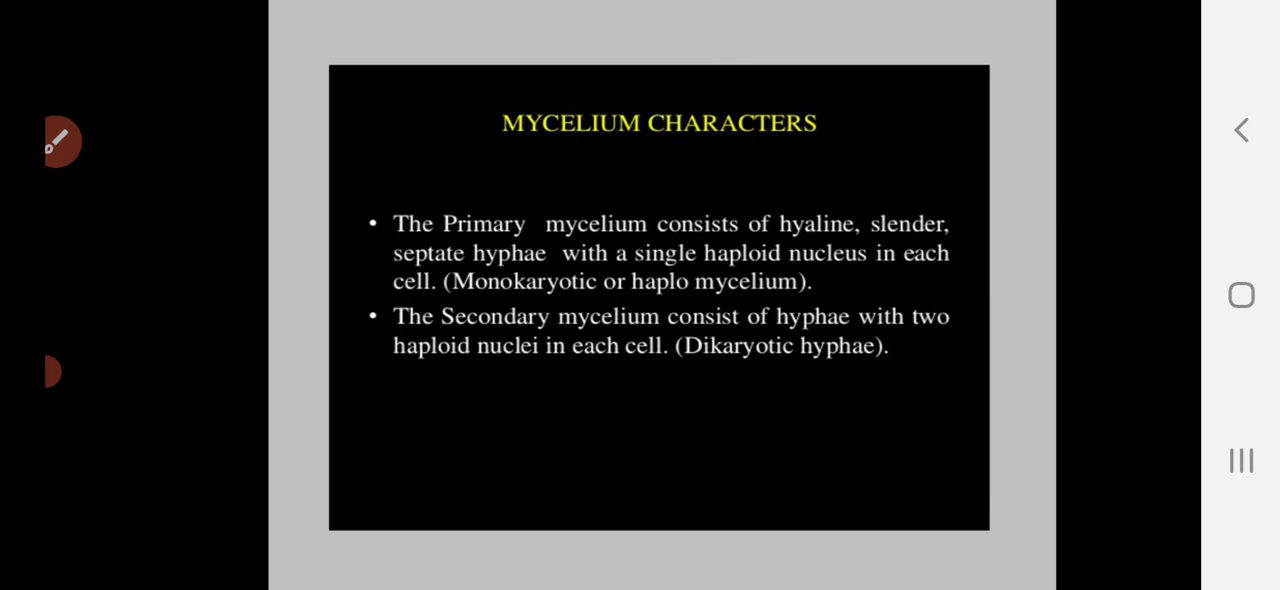 MYCELIUM CHARACTERS
• The Primary mycelium consists of hyaline, slender,
septate hyphae with a single haploid nucleus in each
cell. (Monokaryotic or haplo mycelium).
• The Secondary mycelium consist of hyphae with two
haploid nuclei in each cell. (Dikaryotic hyphae).